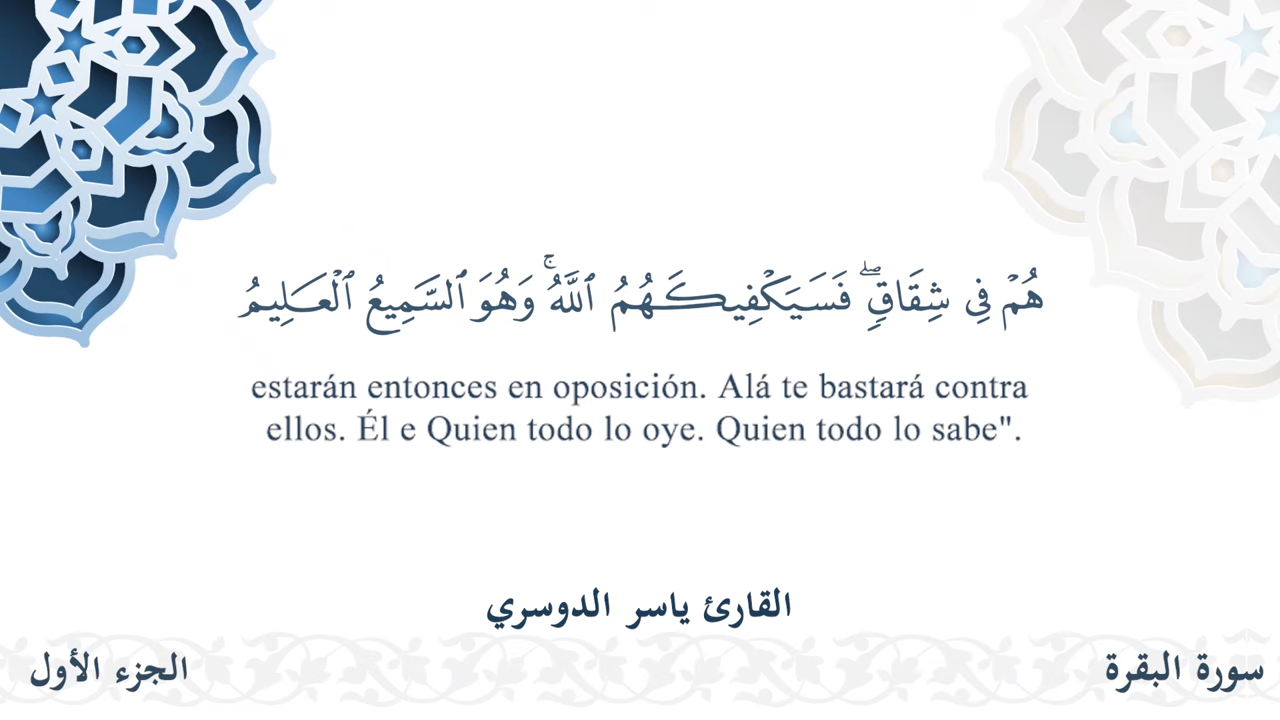 هُمۡ فِي شِقَاقٖۖ فَسَيَكۡفِيكَهُمُ ٱللَّهُۚ وَهُوَ ٱلسَّمِيعُ ٱلۡعَلِيمُ
estarán entonces en oposición. Alá te bastará contra
ellos. Él e Quien todo lo oye. Quien todo lo sabe".
القارئ ياسر الدوسري
سورة البقرة
الجزء الأول